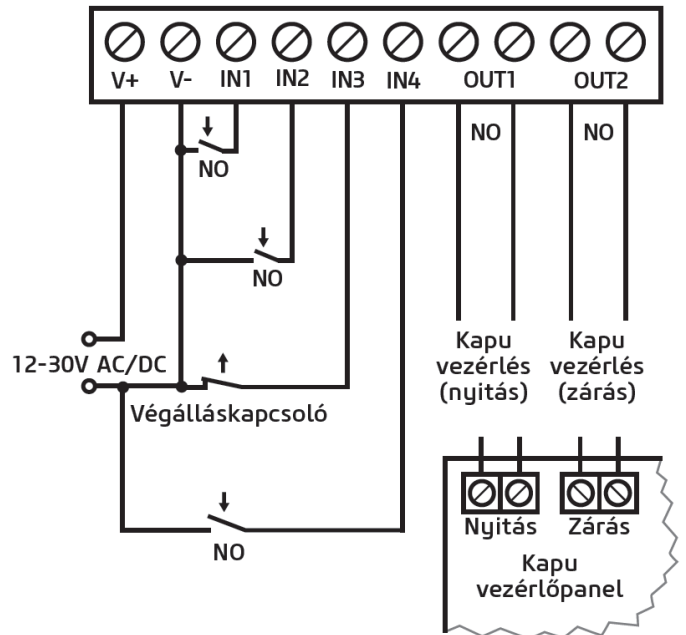 V+ V- IN1 IN2 IN3 IN4 OUT1 OUT2
NO
NO
NO
NO
12-30V AC/DC
Végálláskapcsoló
NO
Kapu
vezérlés
(nyitás)
Kapu
vezérlés
(zárás)
Nyitás
Zárás
Kapu
vezérlőpanel